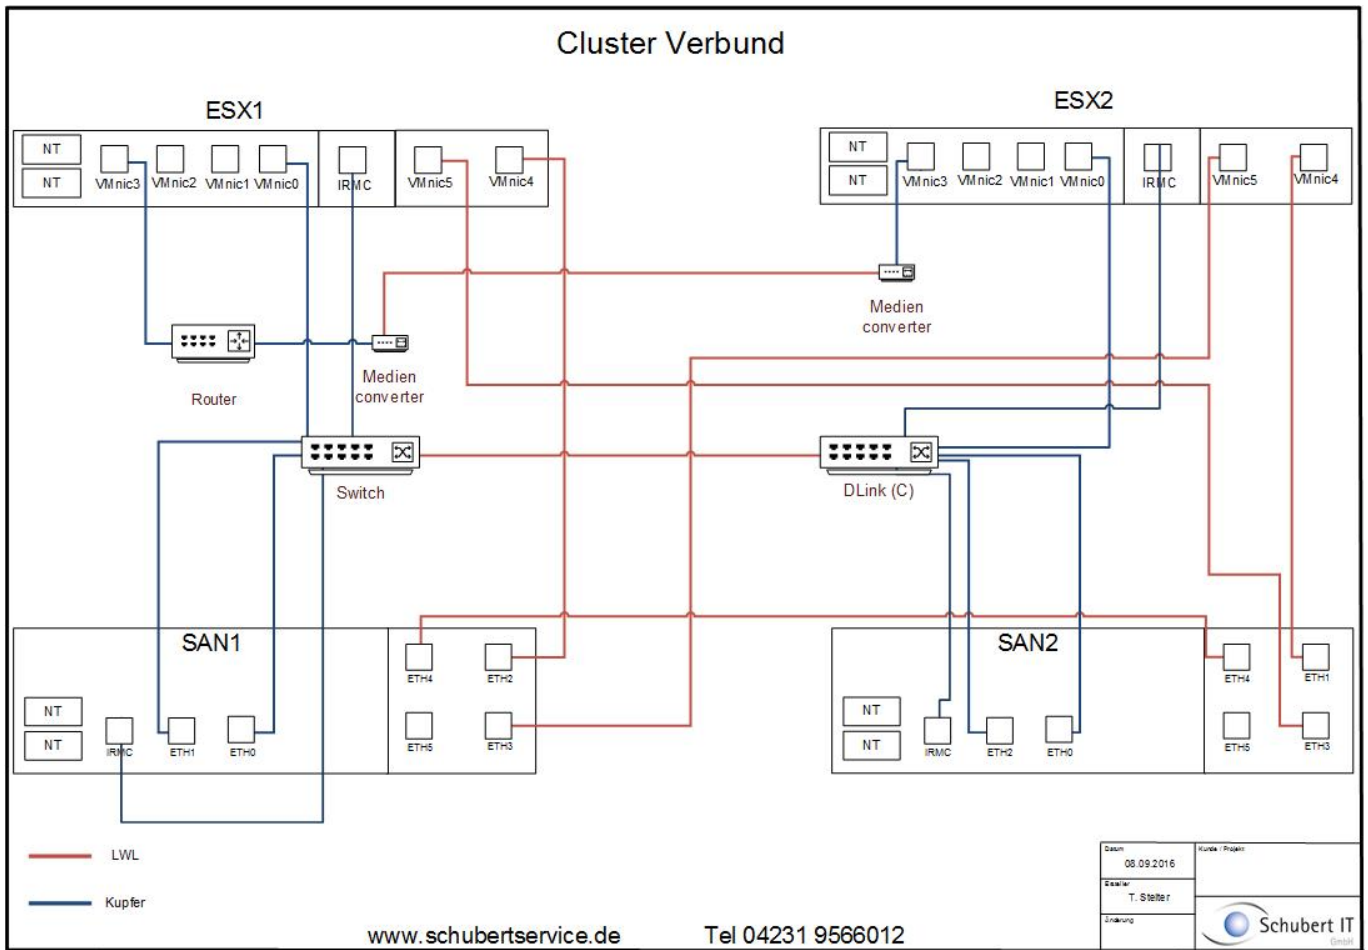 Cluster Verbund
ESX1
NT
NT
VMnic3
VMnic2
VMnic1
VMnic0
IRMC
VMnic5
VMnic4
ESX2
NT
NT
VMnic3
VMnic2
VMnic1
VMnic0
IRMC
VMnic5
VMnic4
Medien
converter
Router
Medien
converter
Switch
DLink (C)
SAN1
NT
NT
IRMC
ETH1
ETH0
ETH4
ETH2
ETH5
ETH3
SAN2
NT
NT
IRMC
ETH2
ETH0
ETH4
ETH1
ETH5
ETH3
LWL
Kupfer
www.schubertservice.de
Tel 04231 9566012
Datum
08.09.2016
Kunde / Projekt
Ersteller
T. Stelter
Änderung
Schubert IT
GmbH